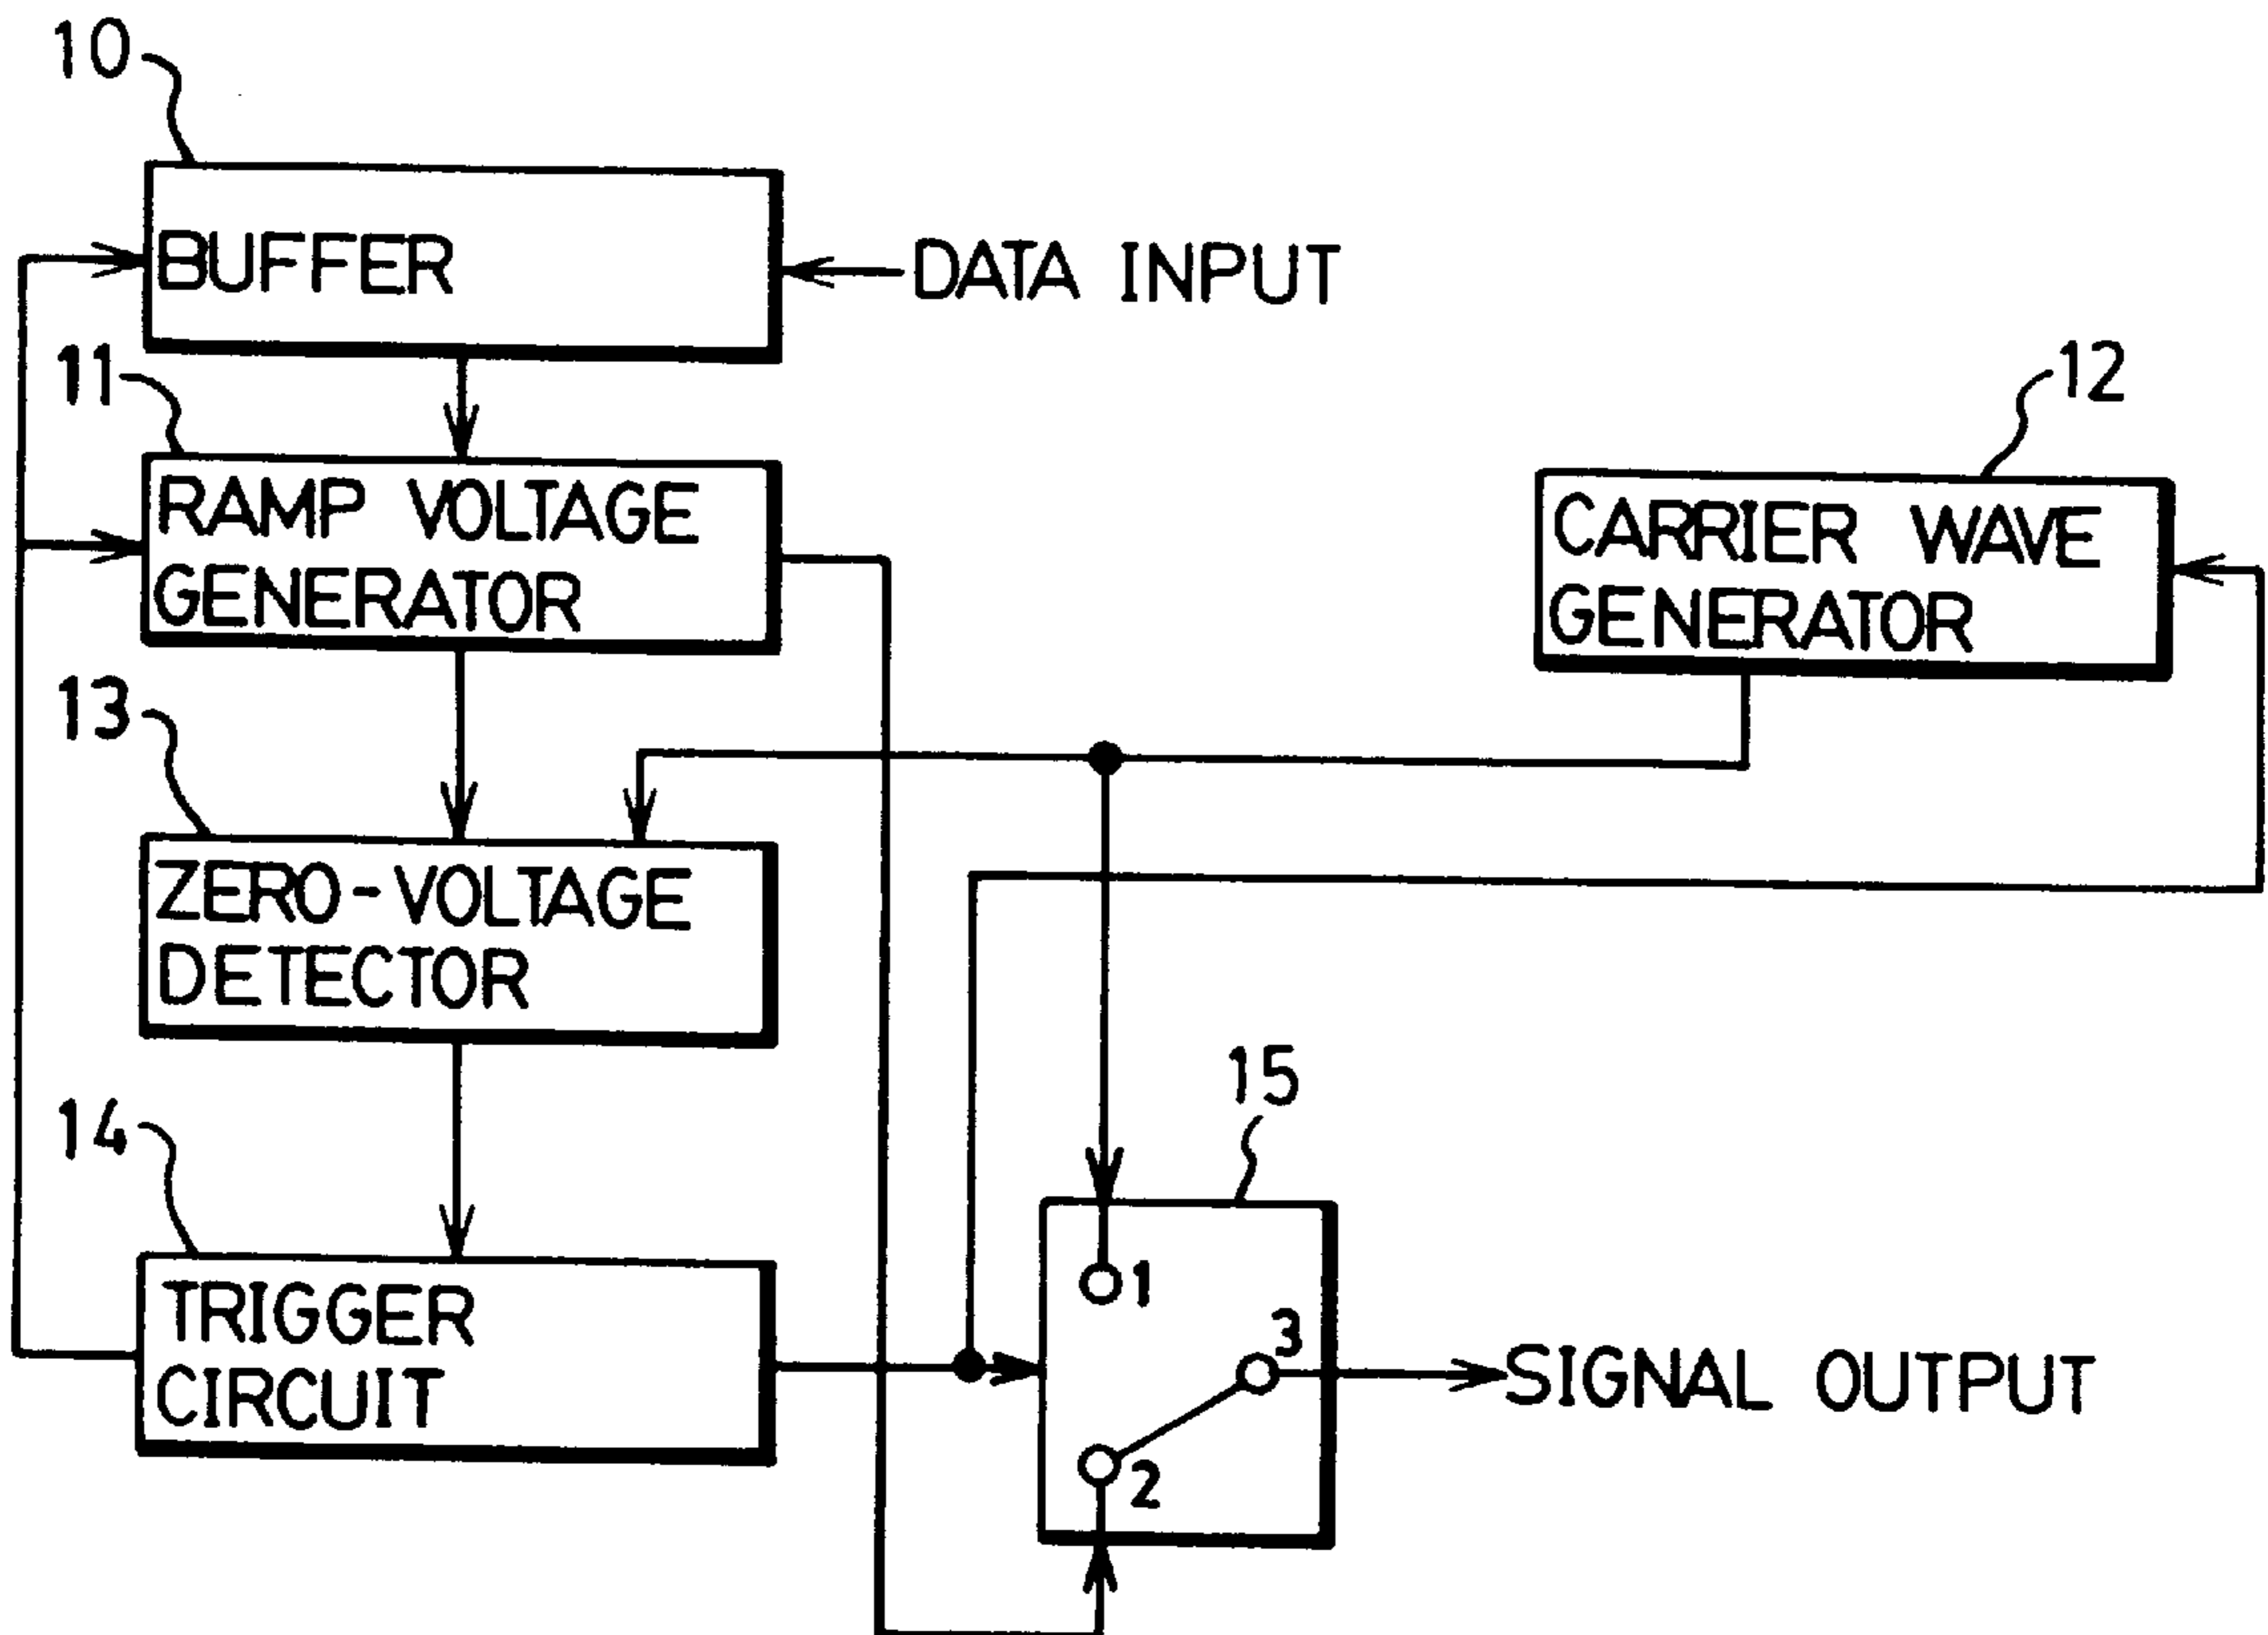 10
BUFFER
DATA INPUT
11
RAMP VOLTAGE
GENERATOR
12
CARRIER WAVE
GENERATOR
13
ZERO-VOLTAGE
DETECTOR
14
TRIGGER
CIRCUIT
15
1
2
3
SIGNAL OUTPUT